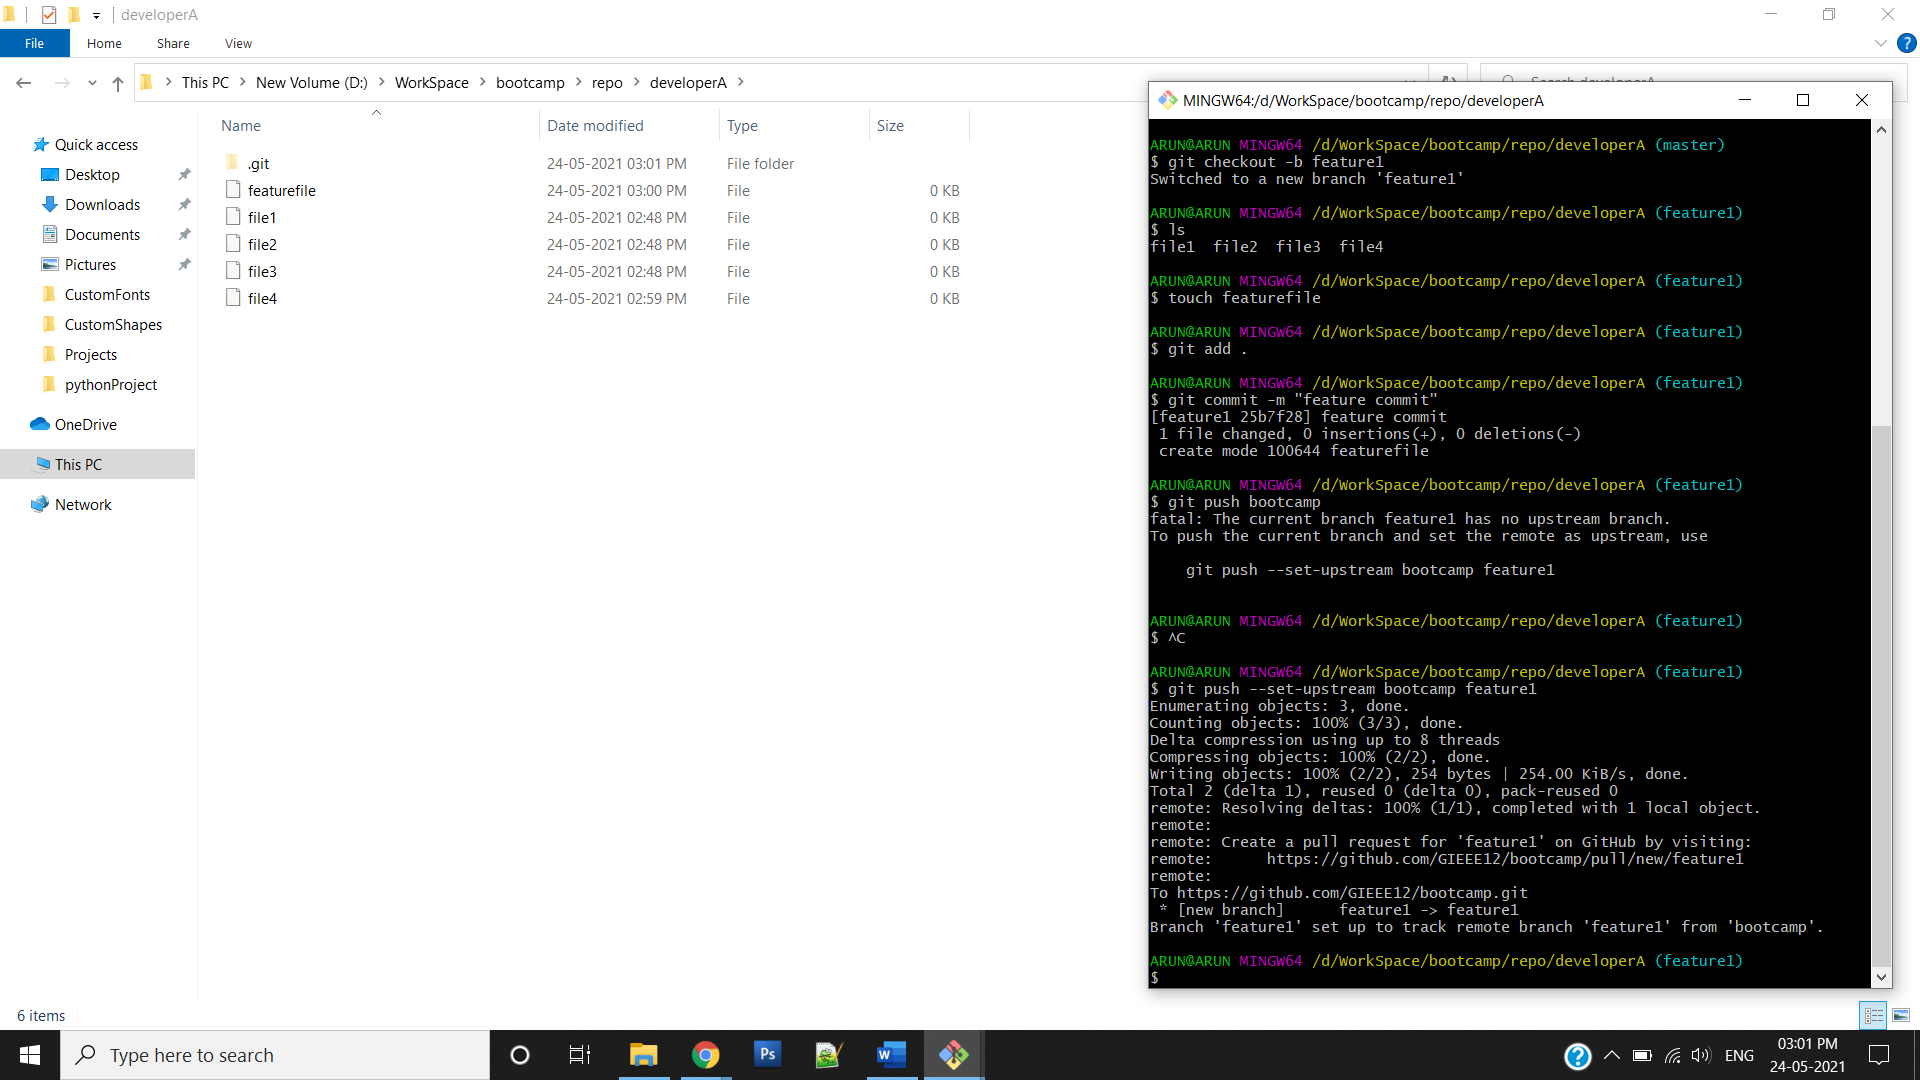 developerA
File Home Share View
This PC New Volume (D:) WorkSpace bootcamp repo developerA
Name Date modified Type Size
Quick access
Desktop
Downloads
Documents
Pictures
CustomFonts
CustomShapes
Projects
pythonProject
OneDrive
This PC
Network
.git 24-05-2021 03:01 PM File folder
featurefile 24-05-2021 03:00 PM File 0 KB
file1 24-05-2021 02:48 PM File 0 KB
file2 24-05-2021 02:48 PM File 0 KB
file3 24-05-2021 02:48 PM File 0 KB
file4 24-05-2021 02:59 PM File 0 KB
6 items
MINGW64:/d/WorkSpace/bootcamp/repo/developerA
ARUN@ARUN MINGW64 /d/WorkSpace/bootcamp/repo/developerA (master)
$ git checkout -b feature1
Switched to a new branch 'feature1'
ARUN@ARUN MINGW64 /d/WorkSpace/bootcamp/repo/developerA (feature1)
$ ls
file1 file2 file3 file4
ARUN@ARUN MINGW64 /d/WorkSpace/bootcamp/repo/developerA (feature1)
$ touch featurefile
ARUN@ARUN MINGW64 /d/WorkSpace/bootcamp/repo/developerA (feature1)
$ git add .
ARUN@ARUN MINGW64 /d/WorkSpace/bootcamp/repo/developerA (feature1)
$ git commit -m "feature commit"
[feature1 25b7f28] feature commit
1 file changed, 0 insertions(+), 0 deletions(-)
create mode 100644 featurefile
ARUN@ARUN MINGW64 /d/WorkSpace/bootcamp/repo/developerA (feature1)
$ git push bootcamp
fatal: The current branch feature1 has no upstream branch.
To push the current branch and set the remote as upstream, use
git push --set-upstream bootcamp feature1
ARUN@ARUN MINGW64 /d/WorkSpace/bootcamp/repo/developerA (feature1)
$ ^C
ARUN@ARUN MINGW64 /d/WorkSpace/bootcamp/repo/developerA (feature1)
$ git push --set-upstream bootcamp feature1
Enumerating objects: 3, done.
Counting objects: 100% (3/3), done.
Delta compression using up to 8 threads
Compressing objects: 100% (2/2), done.
Writing objects: 100% (2/2), 254 bytes | 254.00 KiB/s, done.
Total 2 (delta 1), reused 0 (delta 0), pack-reused 0
remote: Resolving deltas: 100% (1/1), completed with 1 local object.
remote:
remote: Create a pull request for 'feature1' on GitHub by visiting:
remote: https://github.com/GIEEE12/bootcamp/pull/new/feature1
remote:
To https://github.com/GIEEE12/bootcamp.git
* [new branch] feature1 -> feature1
Branch 'feature1' set up to track remote branch 'feature1' from 'bootcamp'.
ARUN@ARUN MINGW64 /d/WorkSpace/bootcamp/repo/developerA (feature1)
$
Type here to search
Ps
W
ENG
03:01 PM
24-05-2021